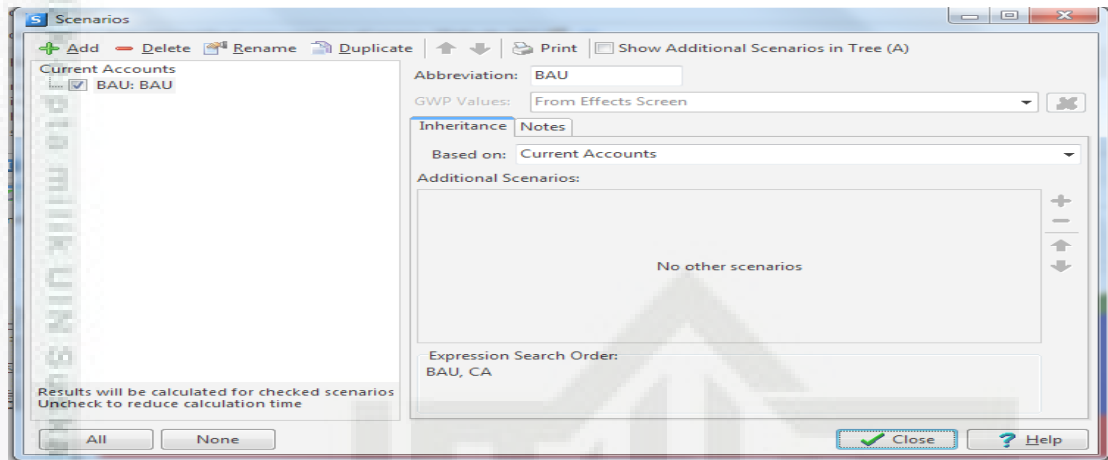 Scenarios
Add Delete Rename Duplicate Print Show Additional Scenarios in Tree (A)
Current Accounts
BAU: BAU
Results will be calculated for checked scenarios
Uncheck to reduce calculation time
All None
Abbreviation: BAU
GWP Values: From Effects Screen
Inheritance Notes
Based on: Current Accounts
Additional Scenarios:
No other scenarios
Expression Search Order:
BAU, CA
Close Help
milik UIN